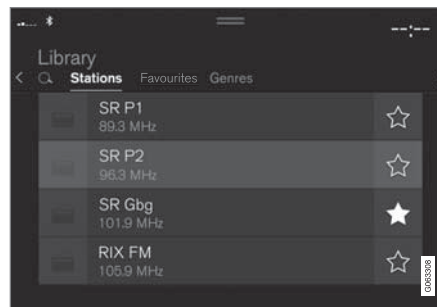 --:--
Library
Stations Favourites Genres
SR P1
89.3 MHz
SR P2
96.3 MHz
SR Gbg
101.9 MHz
RIX FM
105.9 MHz
G063308